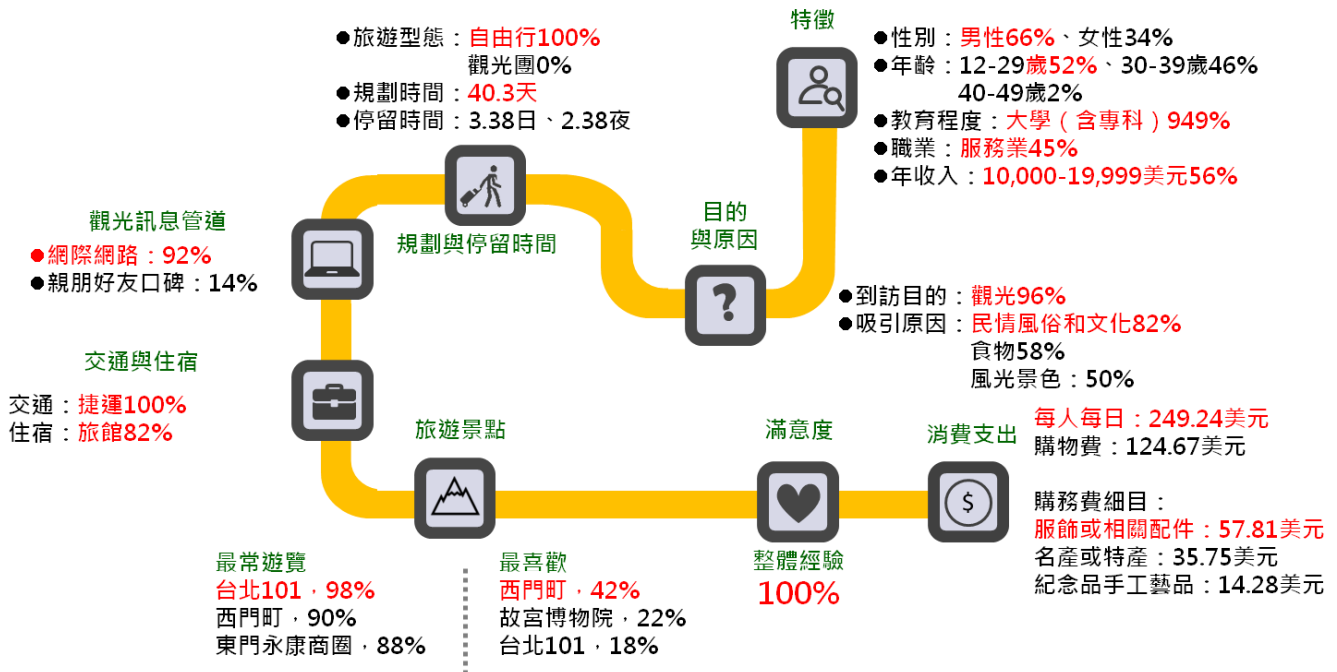 特徵
●性別：男性66%、女性34%
●年齡：12-29歲52%、30-39歲46%
40-49歲2%
●教育程度：大學（含專科）949%
●職業：服務業45%
●年收入：10,000-19,999美元56%
目的
與原因
●到訪目的：觀光96%
●吸引原因：民情風俗和文化82%
食物58%
風光景色：50%
●旅遊型態：自由行100%
觀光團0%
●規劃時間：40.3天
●停留時間：3.38日、2.38夜
規劃與停留時間
觀光訊息管道
●網際網路：92%
●親朋好友口碑：14%
交通與住宿
交通：捷運100%
住宿：旅館82%
旅遊景點
最常遊覽
台北101，98%
西門町，90%
東門永康商圈，88%
最喜歡
西門町，42%
故宮博物院，22%
台北101，18%
滿意度
整體經驗
100%
消費支出
$
每人每日：249.24美元
購物費：124.67美元
購務費細目：
服飾或相關配件：57.81美元
名產或特產：35.75美元
紀念品手工藝品：14.28美元